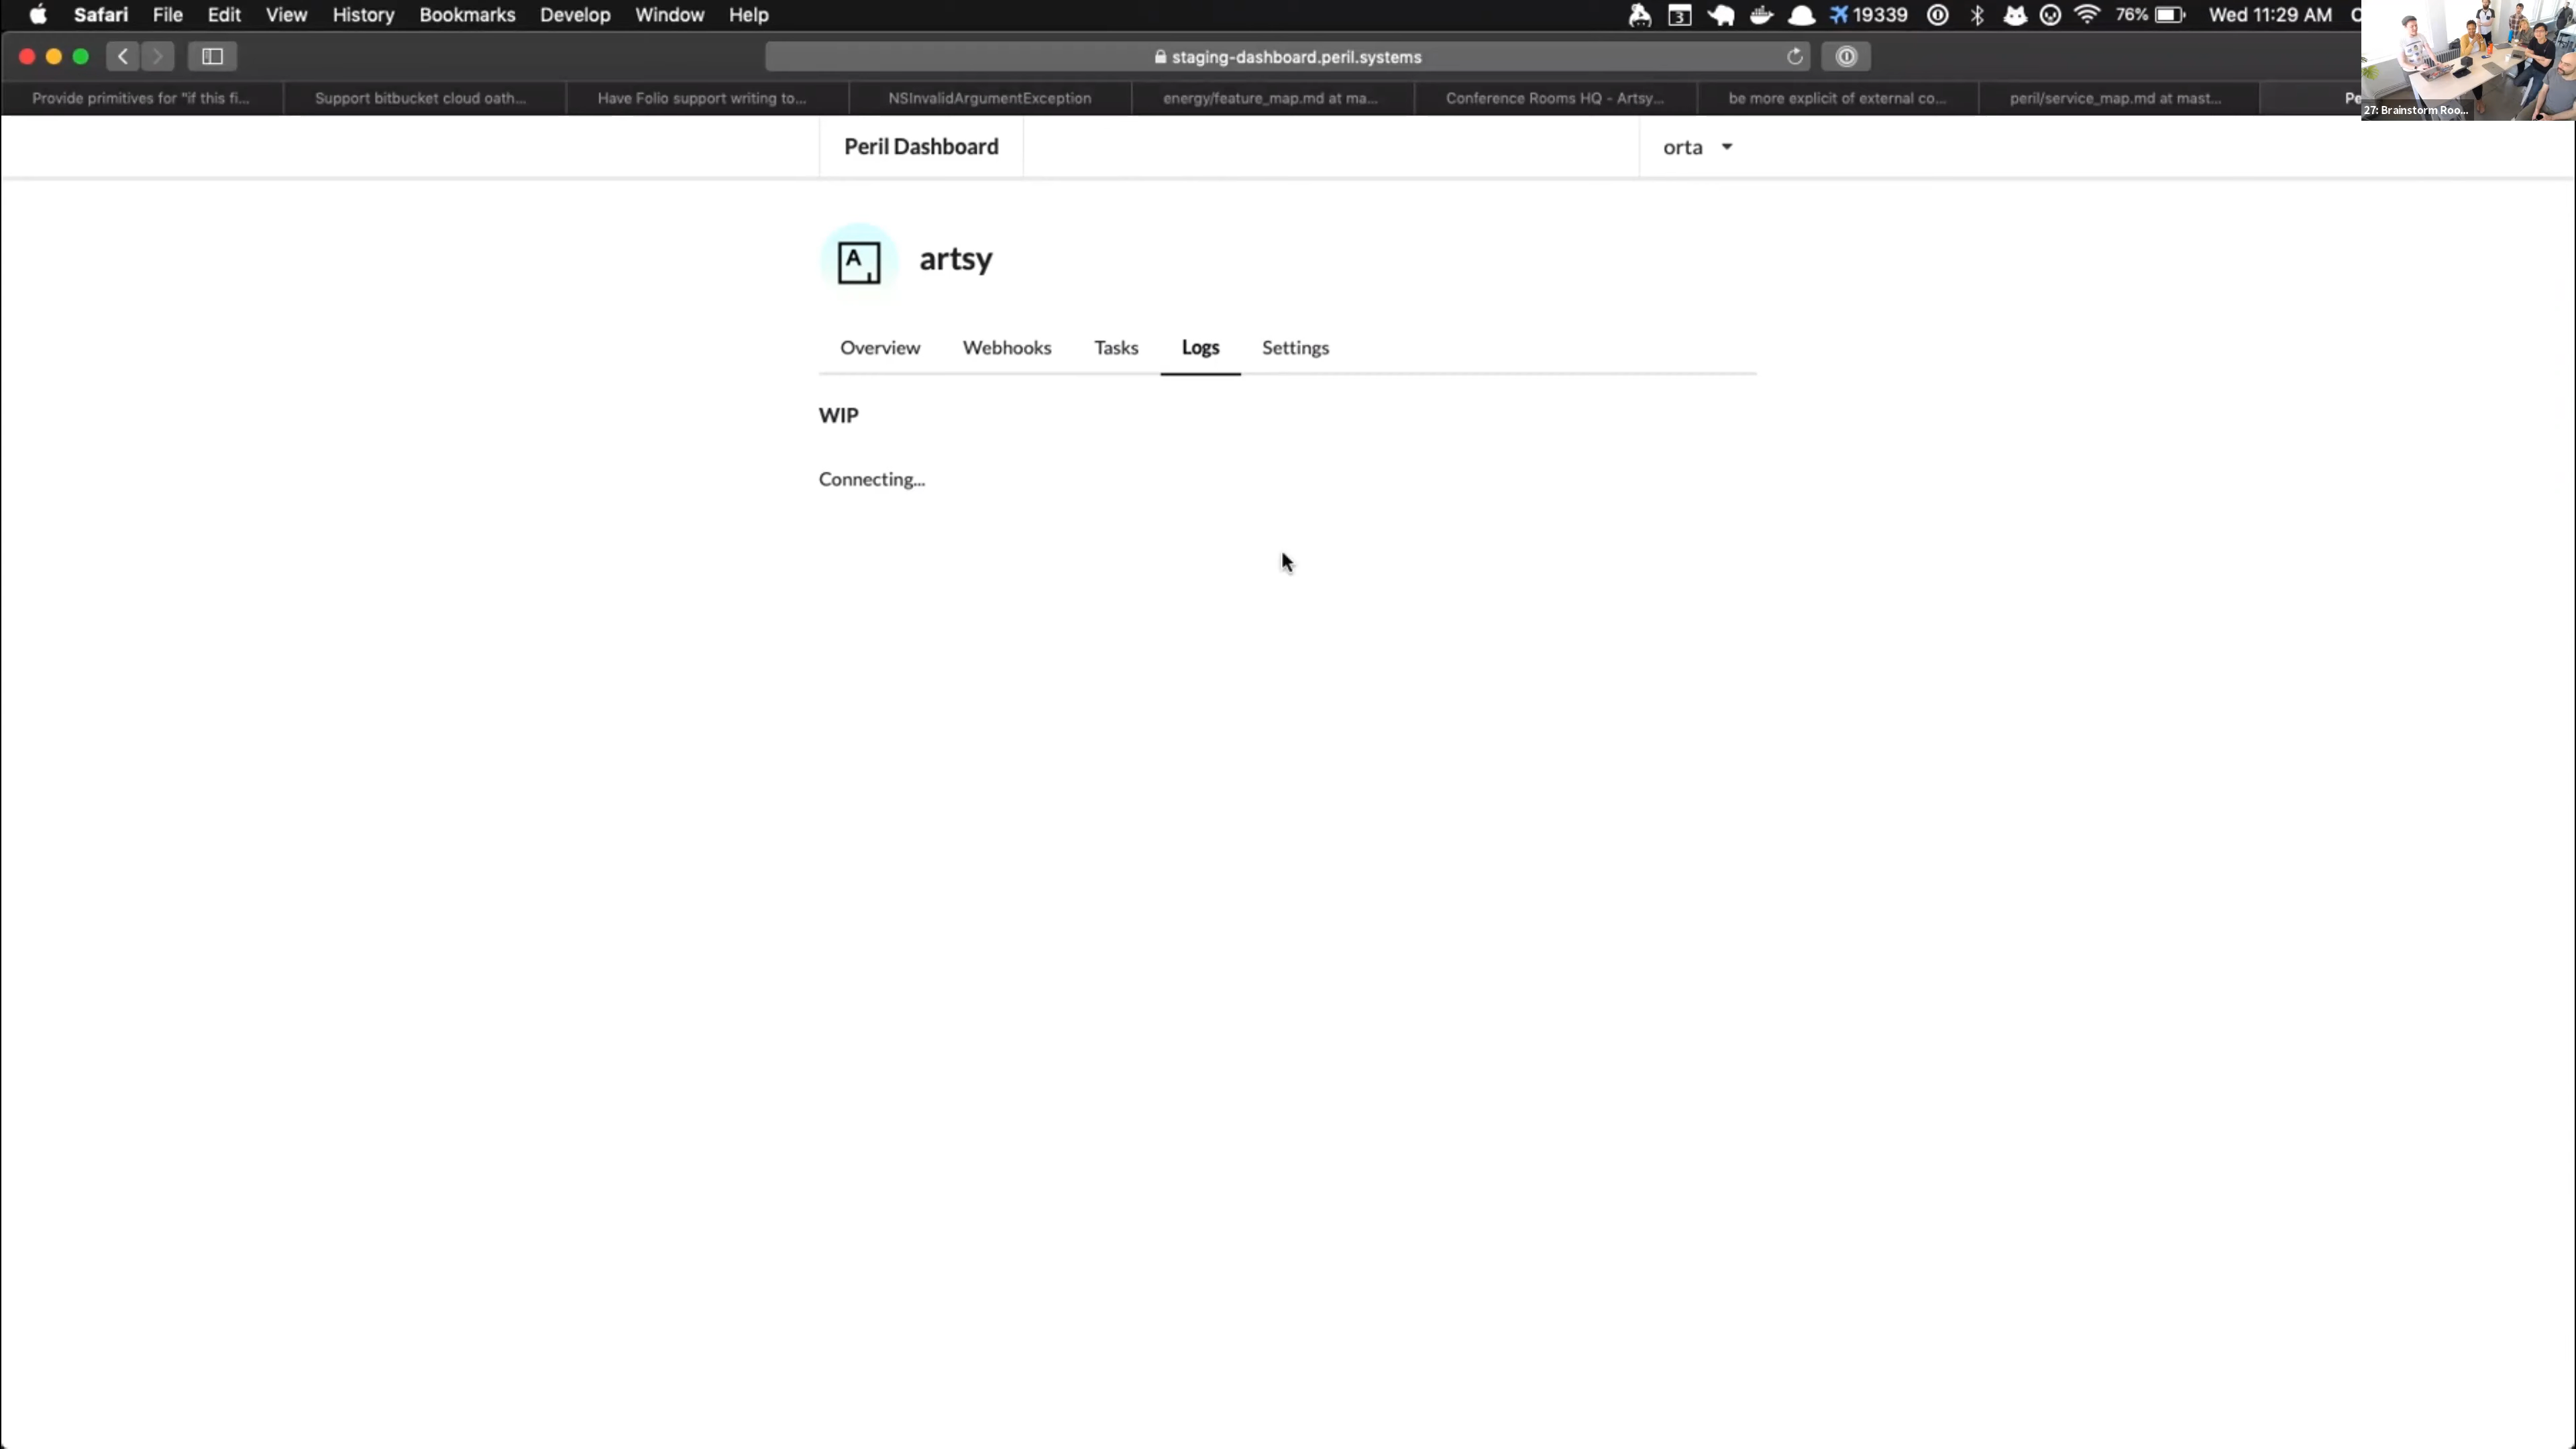 Safari File Edit View History Bookmarks Develop Window Help 3 19339 76% Wed 11:29 AM
staging-dashboard.peril.systems
Provide primitives for "if this fi... Support bitbucket cloud oath... Have Folio support writing to... NSInvalidArgumentException energy/feature_map.md at ma... Conference Rooms HQ - Artsy... be more explicit of external co... peril/service_map.md at mast... Pe
27: Brainstorm Roo...
Peril Dashboard orta
A
artsy
Overview Webhooks Tasks Logs Settings
WIP
Connecting...